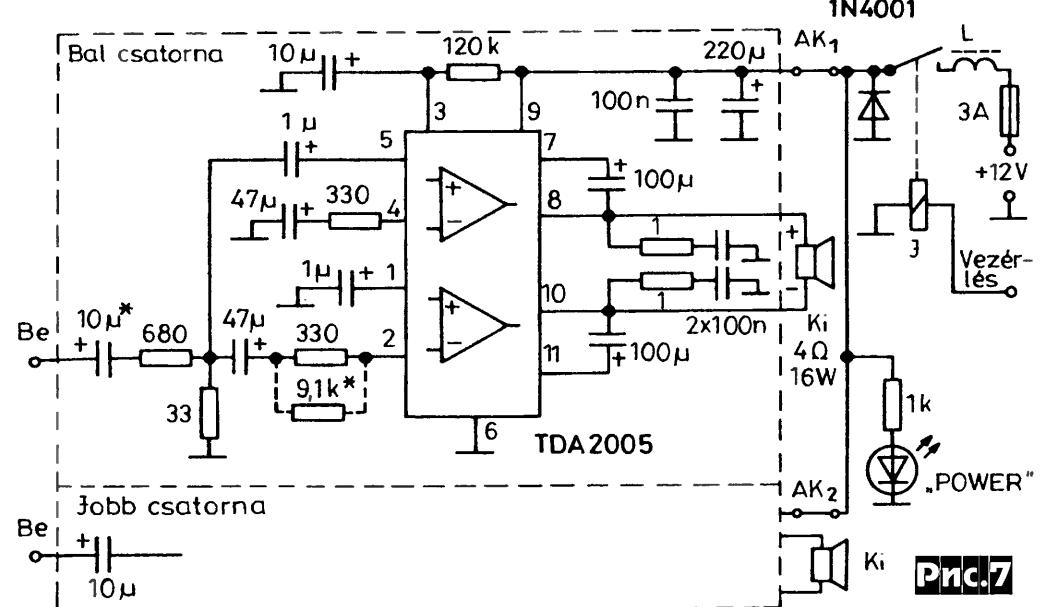 1N4001
Bal csatorna
10µ
+
120k
220µ
AK1
L
3
9
100n
+
3A
1µ
+
5
7
+
100µ
+12V
47µ
+
330
4
+
−
8
1
+
J
Vezér-
lés
1µ
+
1
−
10
1
2x100n
Ki
4Ω
16W
Be
+
10µ*
680
47µ
+
330
2
+
−
11
+
100µ
9,1k*
33
6
TDA2005
1k
„POWER"
AK2
Jobb csatorna
Be
+
10µ
Ki
Рис.7